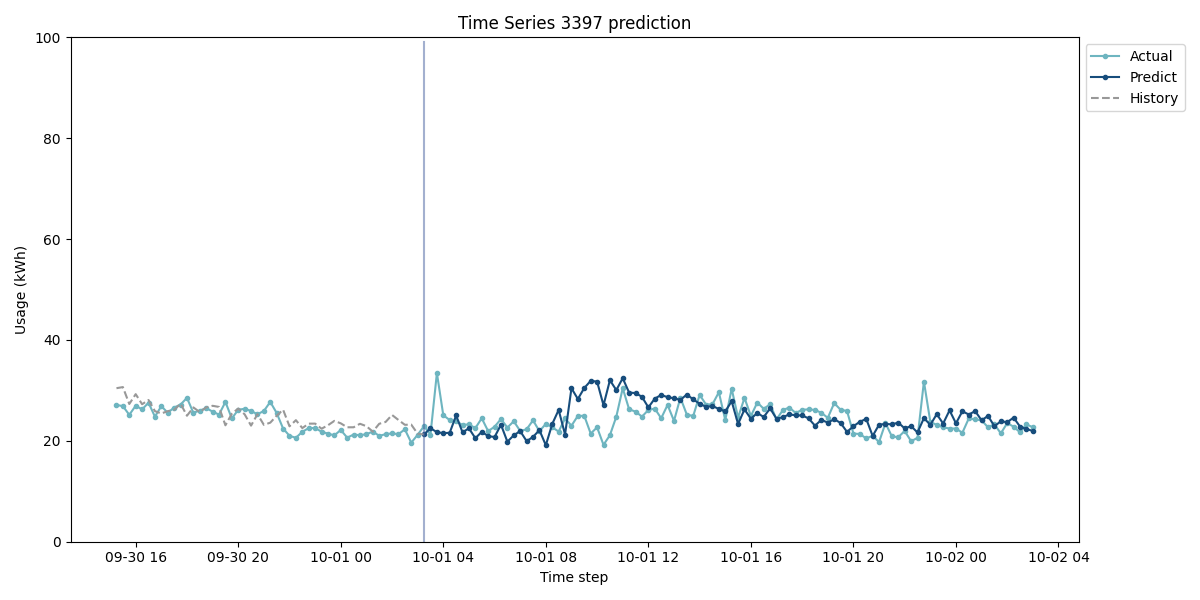 Time Series 3397 prediction
Usage (kWh)
100
80
60
40
20
0
09-30 16
09-30 20
10-01 00
10-01 04
10-01 08
10-01 12
10-01 16
10-01 20
10-02 00
10-02 04
Time step
Actual
Predict
History